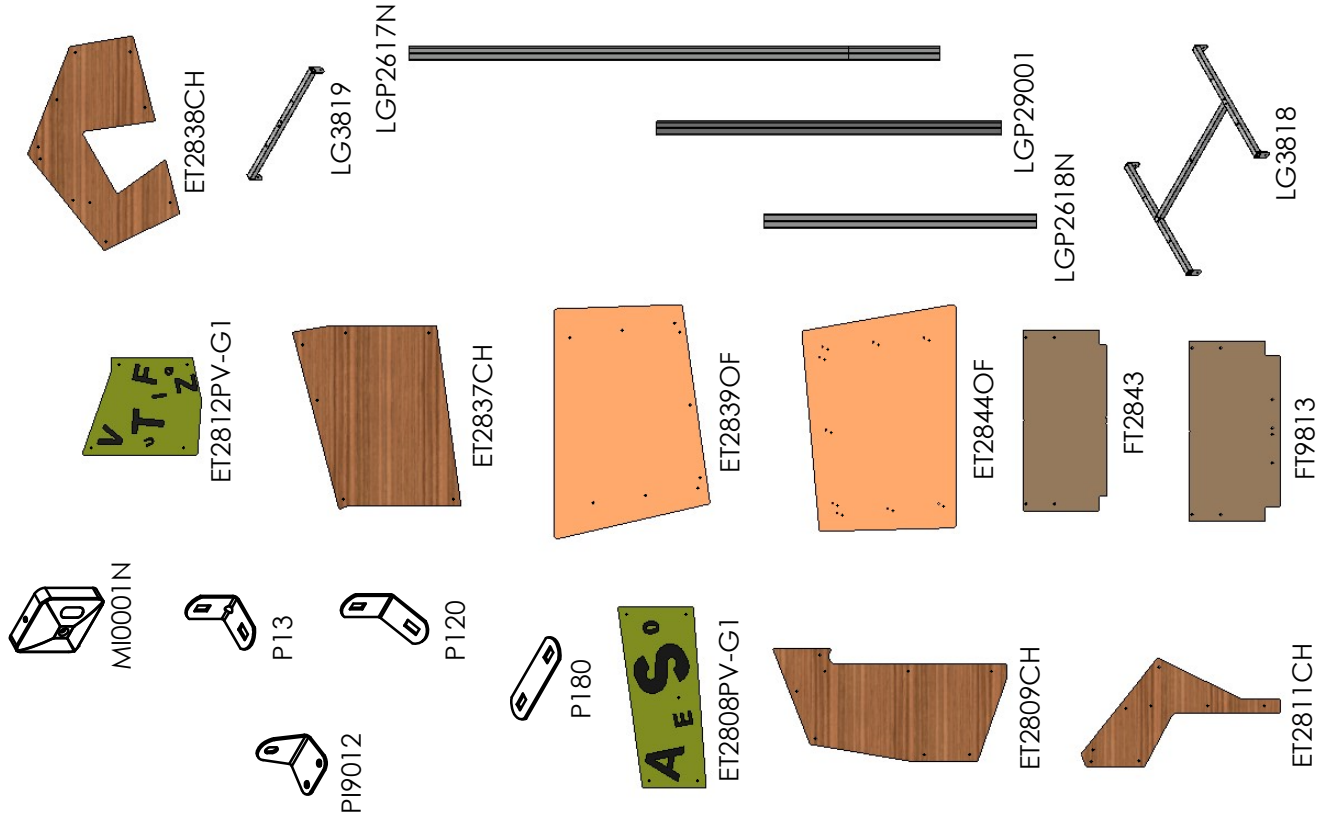 ET2838CH
LG3819
LGP2617N
LGP29001
LGP2618N
LG3818
ET2812PV-G1
V T F
U I Z
ET2837CH
ET2839OF
ET2844OF
FT2843
FT9813
MI0001N
P13
P120
P180
PI9012
A E S O
ET2808PV-G1
ET2809CH
ET2811CH